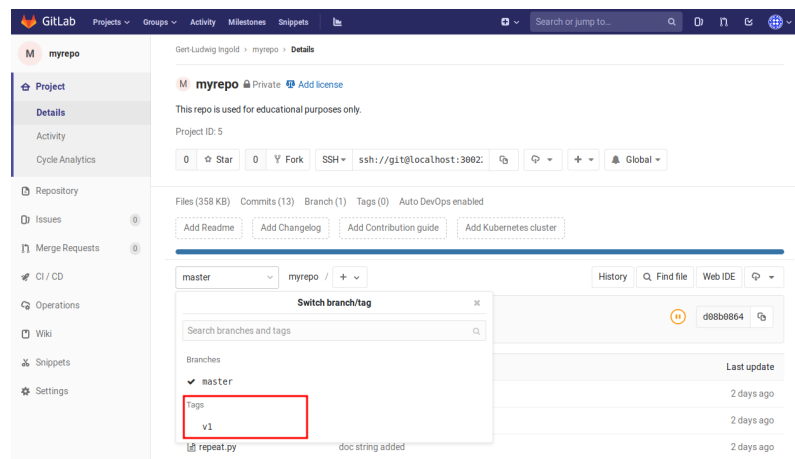 GitLab Projects Groups Activity Milestones Snippets Search or jump to...
M myrepo
Project
Details
Activity
Cycle Analytics
Repository
Issues 0
Merge Requests 0
CI / CD
Operations
Wiki
Snippets
Settings
Gert-Ludwig Ingold > myrepo > Details
M myrepo Private Add license
This repo is used for educational purposes only.
Project ID: 5
0 Star 0 Fork SSH ssh://git@localhost:3002 + Global
Files (358 KB) Commits (13) Branch (1) Tags (0) Auto DevOps enabled
Add Readme Add Changelog Add Contribution guide Add Kubernetes cluster
master myrepo / + History Find file Web IDE
Switch branch/tag
Search branches and tags
d08b0864
Branches
Last update
master
2 days ago
Tags
2 days ago
v1
repeat.py doc string added 2 days ago